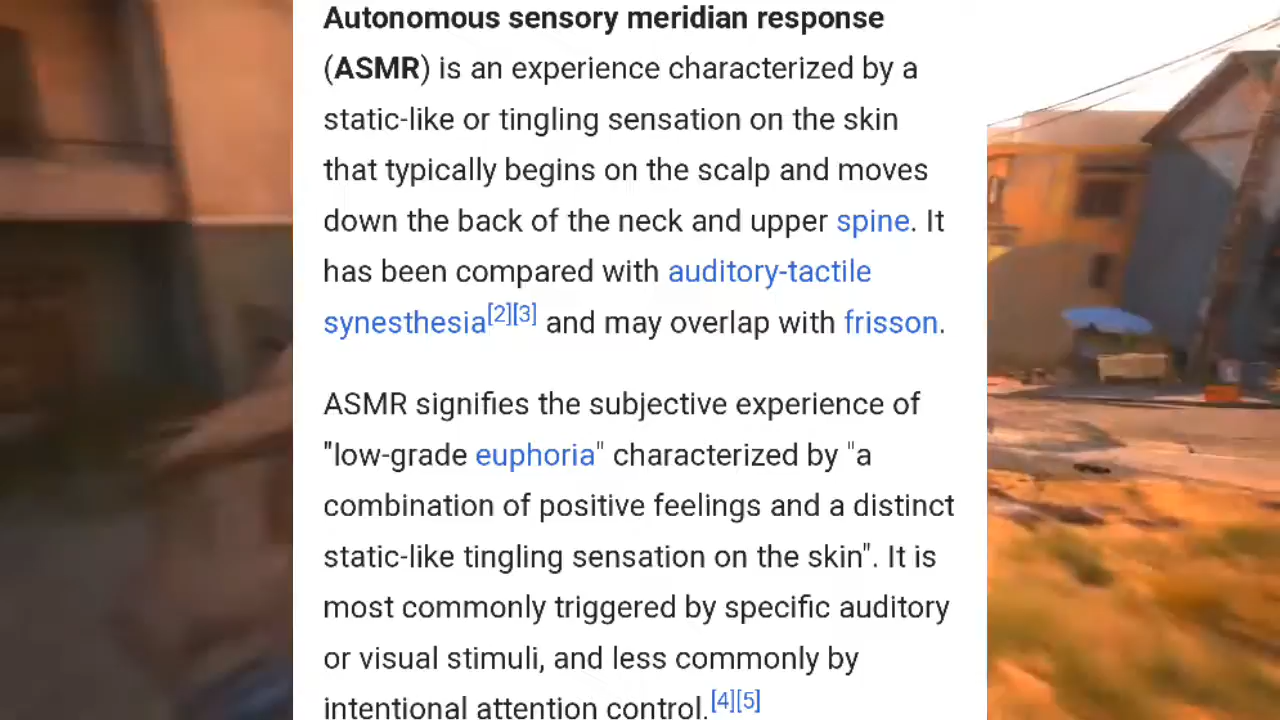 Autonomous sensory meridian response
(ASMR) is an experience characterized by a
static-like or tingling sensation on the skin
that typically begins on the scalp and moves
down the back of the neck and upper spine. It
has been compared with auditory-tactile
synesthesia[2][3] and may overlap with frisson.
ASMR signifies the subjective experience of
"low-grade euphoria" characterized by "a
combination of positive feelings and a distinct
static-like tingling sensation on the skin". It is
most commonly triggered by specific auditory
or visual stimuli, and less commonly by
intentional attention control.[4][5]